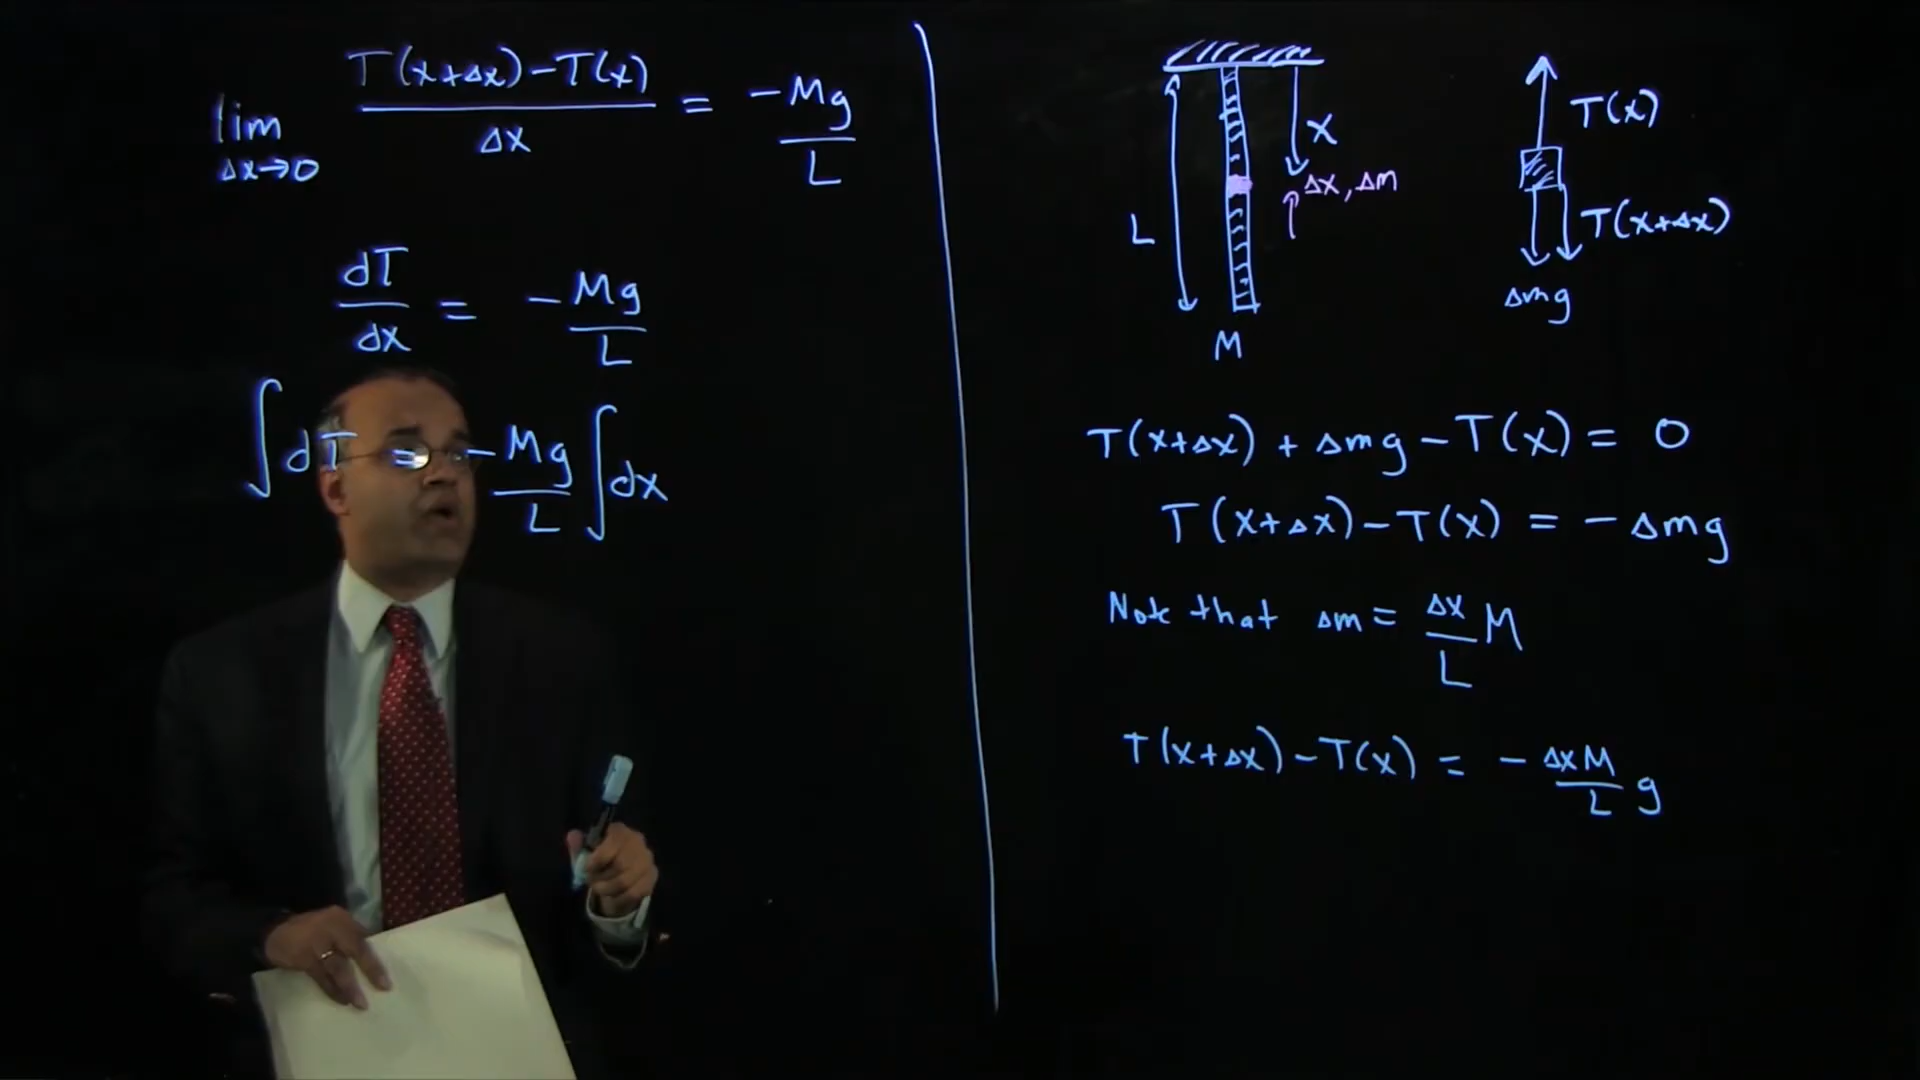 lim Δx→0 T(x+Δx)-T(x) / Δx = -Mg / L
dT / dx = -Mg / L
∫dT = -Mg / L ∫dx
L
x
Δx, Δm
M
T(x)
T(x+Δx)
Δmg
T(x+Δx) + Δmg - T(x) = 0
T(x+Δx) - T(x) = - Δmg
Note that Δm = Δx / L M
T(x+Δx) - T(x) = - ΔxM / L g